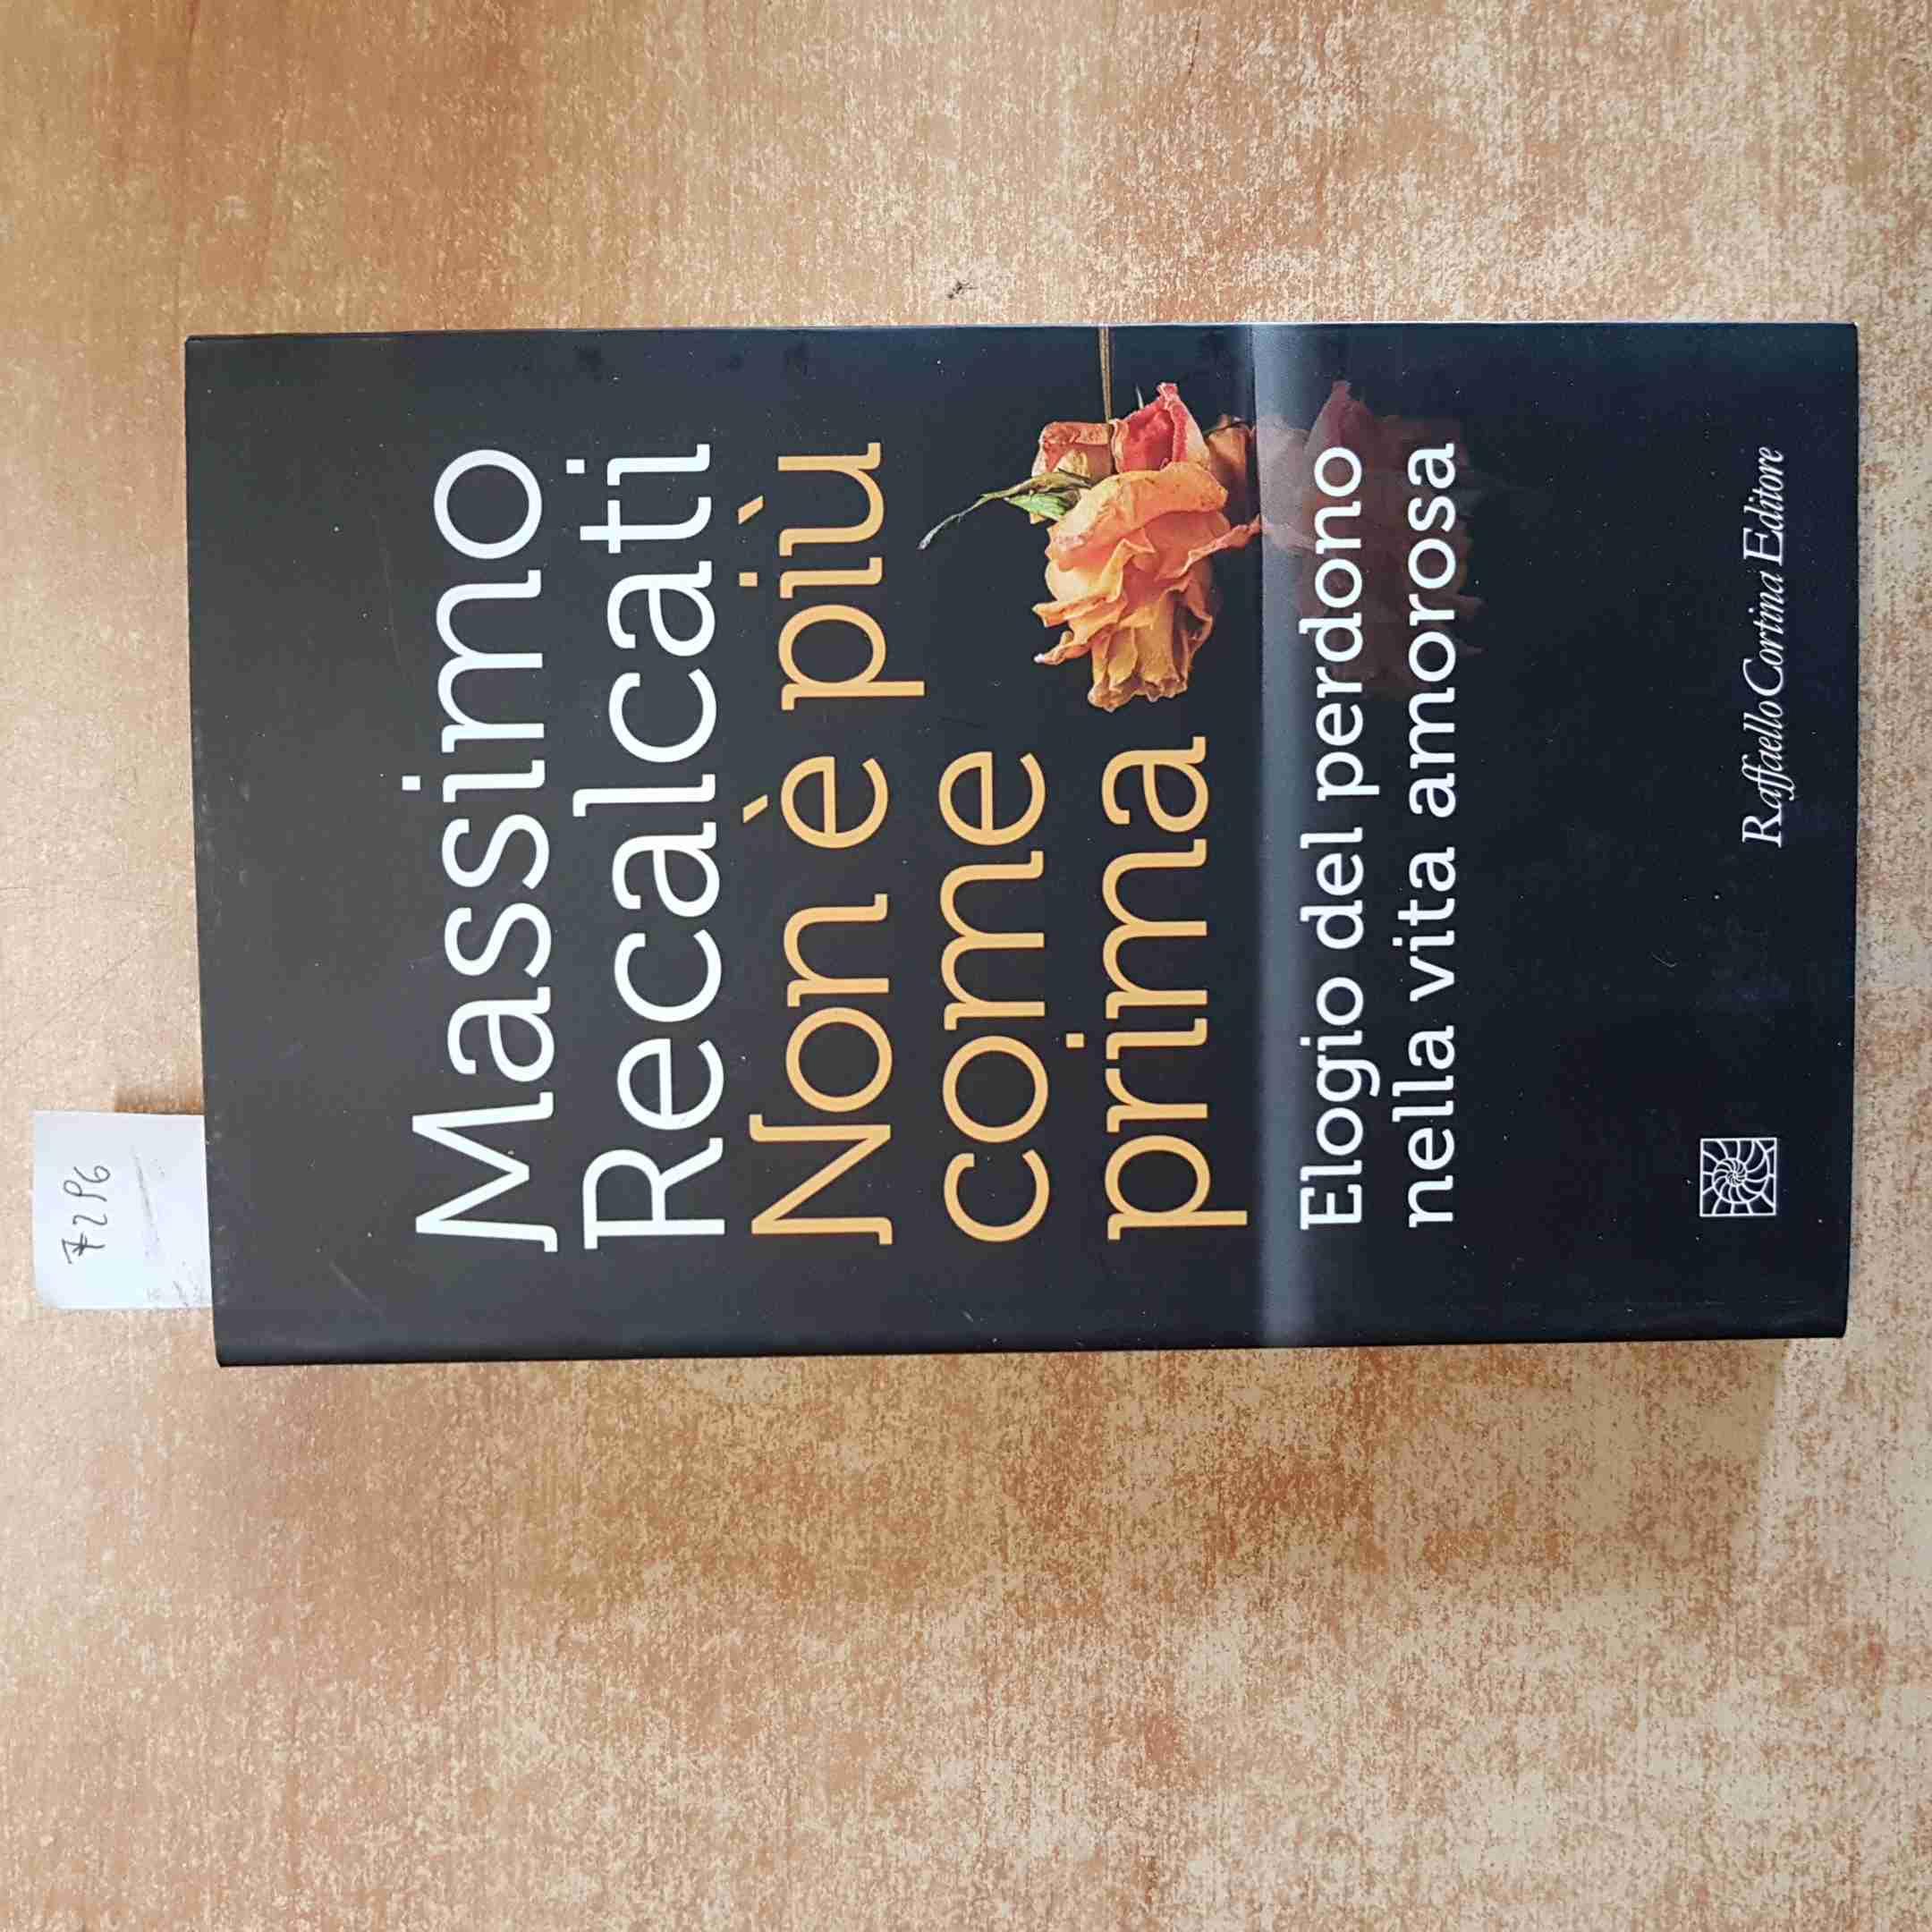 7296
Massimo
Recalcati
Non è più
come
prima
Elogio del perdono
nella vita amorosa
Raffaello Cortina Editore